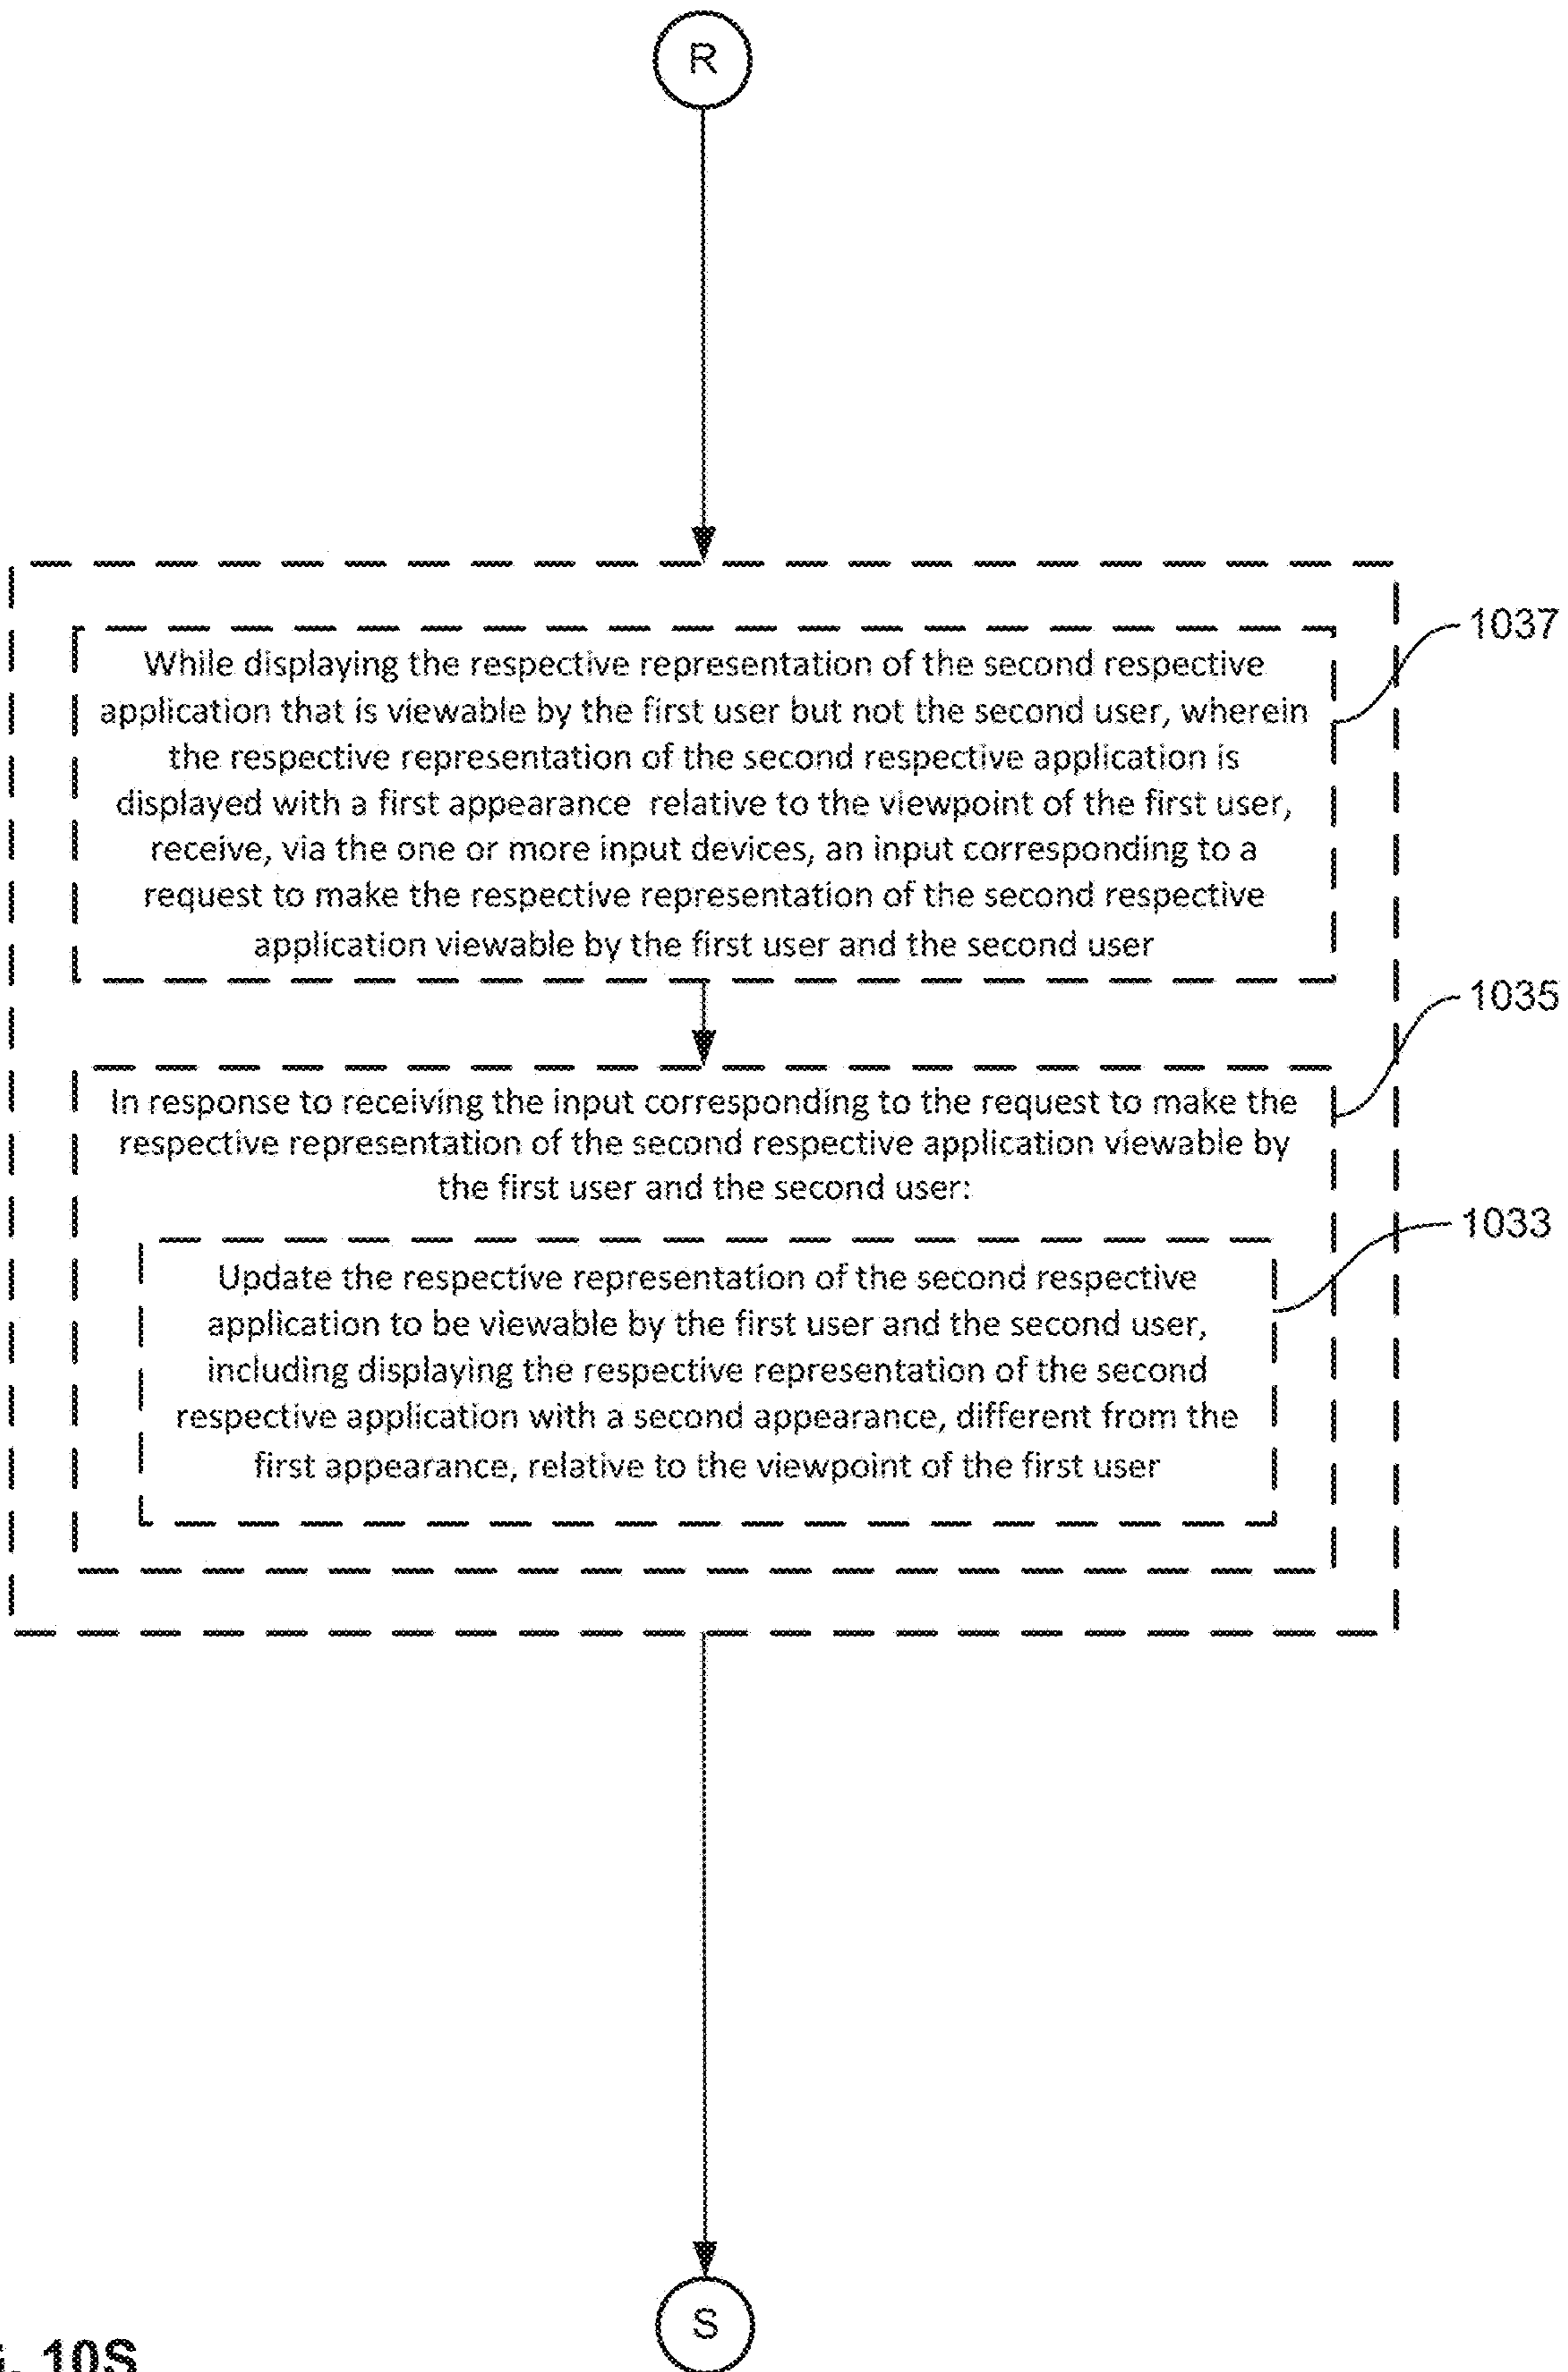 R
1037
While displaying the respective representation of the second respective
application that is viewable by the first user but not the second user, wherein
the respective representation of the second respective application is
displayed with a first appearance relative to the viewpoint of the first user,
receive, via the one or more input devices, an input corresponding to a
request to make the respective representation of the second respective
application viewable by the first user and the second user
1035
In response to receiving the input corresponding to the request to make the
respective representation of the second respective application viewable by
the first user and the second user:
1033
Update the respective representation of the second respective
application to be viewable by the first user and the second user,
including displaying the respective representation of the second
respective application with a second appearance, different from the
first appearance, relative to the viewpoint of the first user
S
10S